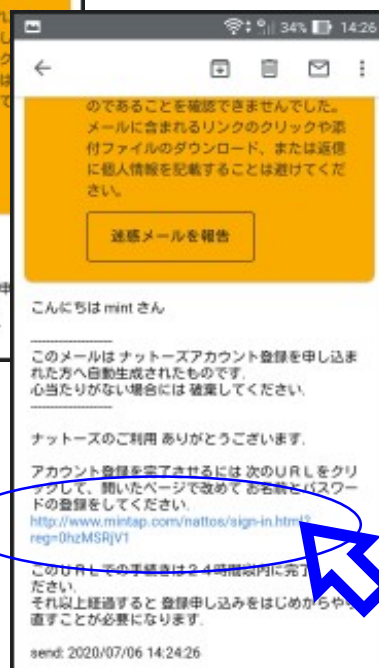 34% 14:26
のであることを確認できませんでした。
メールに含まれるリンクのクリックや添
付ファイルのダウンロード、または返信
に個人情報を記載することは避けてくだ
さい。
迷惑メールを報告
こんにちは mint さん
このメールは ナットーズアカウント登録を申し込ま
れた方へ自動生成されたものです.
心当たりがない場合には 破棄してください.
ナットーズのご利用 ありがとうございます.
アカウント登録を完了させるには 次のURLをクリ
ックして、開いたページで改めて お名前とパスワー
ドの登録をしてください.
http://www.mintap.com/nattos/sign-in.html?
reg=0hzMSRjV1
このURLでの手続きは24時間以内に完了
ださい.
それ以上経過すると 登録申し込みをはじめからや
直すことが必要になります.
send: 2020/07/06 14:24:26